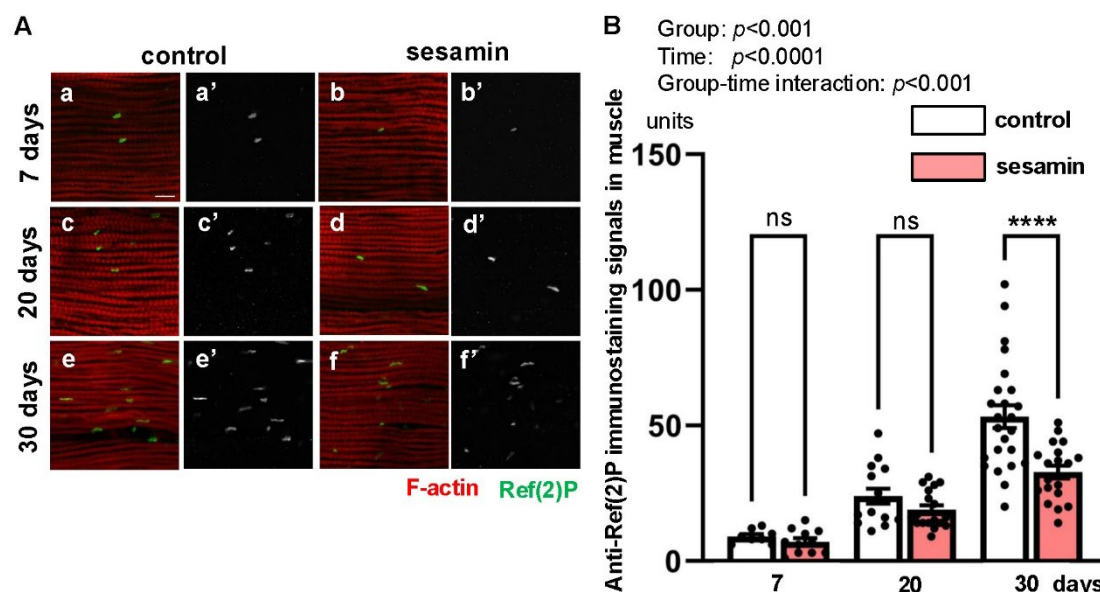 A
control
sesamin
7 days
a
a’
b
b’
20 days
c
c’
d
d’
30 days
e
e’
f
f’
F-actin Ref(2)P
B
Group: p<0.001
Time: p<0.0001
Group-time interaction: p<0.001
units
control
sesamin
Anti-Ref(2)P immunostaining signals in muscle
150
100
50
0
ns
ns
****
7
20
30 days